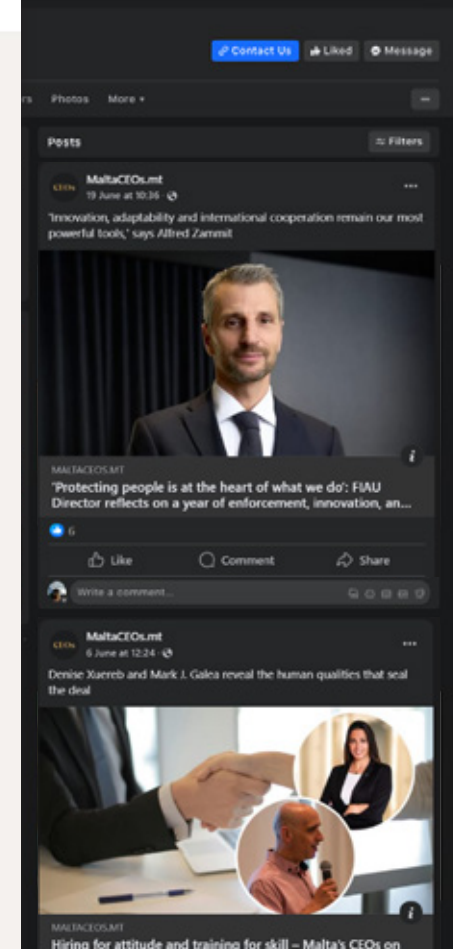 Contact Us
Liked
Message
rs
Photos
More
Posts
Filters
CEOs
MaltaCEOs.mt
19 June at 10:36
'Innovation, adaptability and international cooperation remain our most
powerful tools,' says Alfred Zammit
MALTACEOS.MT
'Protecting people is at the heart of what we do': FIAU
Director reflects on a year of enforcement, innovation, an...
6
Like
Comment
Share
Write a comment...
CEOs
MaltaCEOs.mt
6 June at 12:24
Denise Xuereb and Mark J. Galea reveal the human qualities that seal
the deal
MALTACEOS.MT
Hiring for attitude and training for skill – Malta's CEOs on